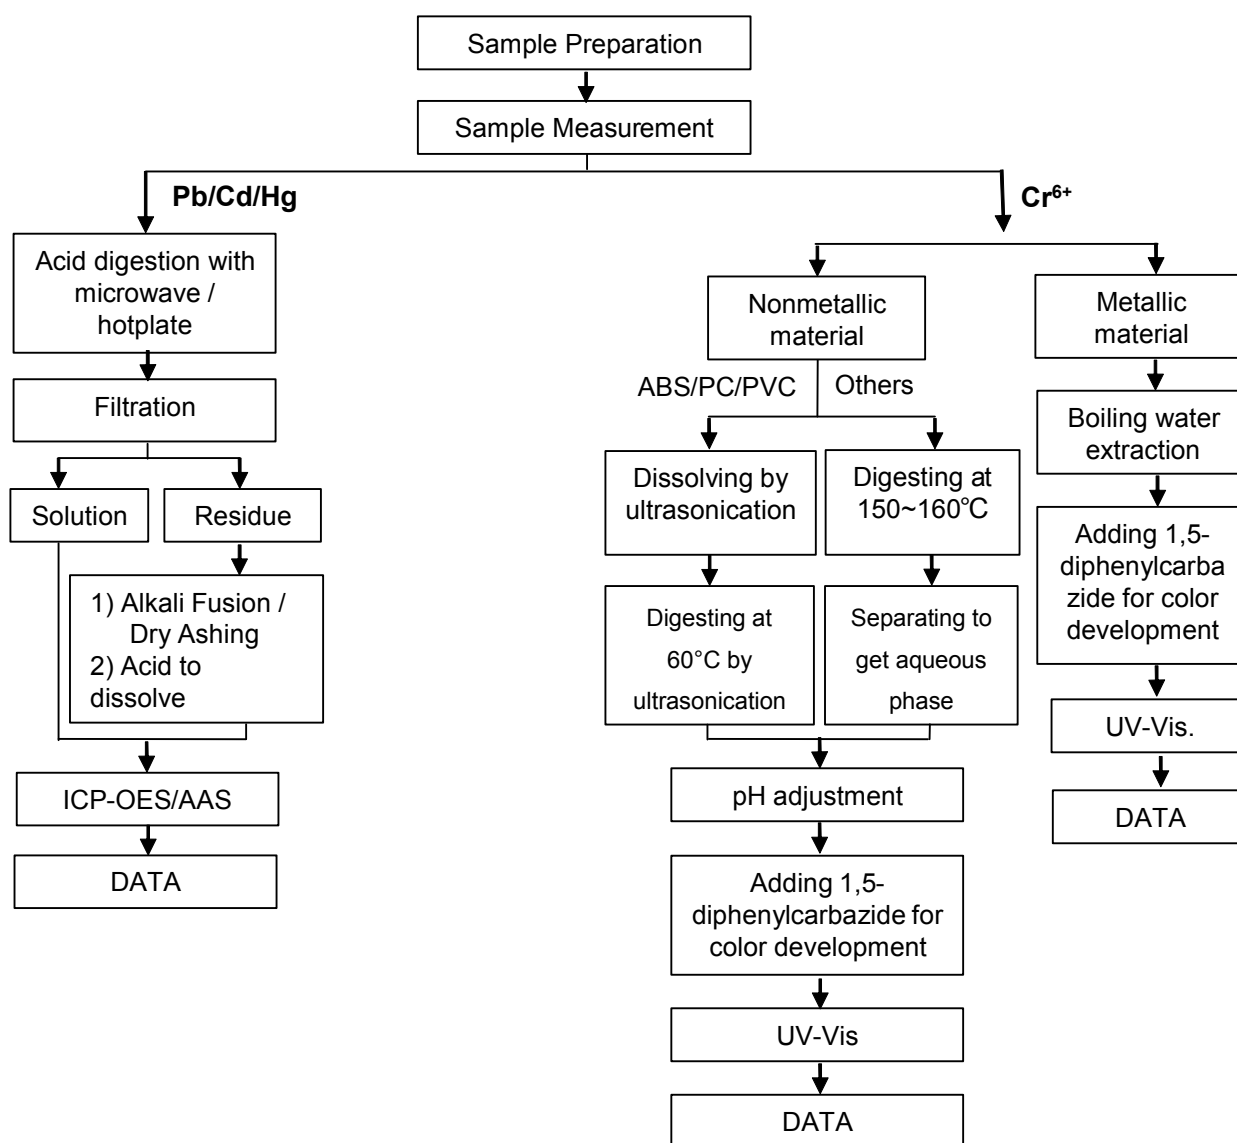 Sample Preparation
Sample Measurement
Pb/Cd/Hg
Cr⁶⁺
Acid digestion with
microwave /
hotplate
Filtration
Solution
Residue
1) Alkali Fusion /
Dry Ashing
2) Acid to
dissolve
ICP-OES/AAS
DATA
Nonmetallic
material
ABS/PC/PVC
Others
Dissolving by
ultrasonication
Digesting at
150~160℃
Digesting at
60°C by
ultrasonication
Separating to
get aqueous
phase
pH adjustment
Adding 1,5-
diphenylcarbazide for
color development
UV-Vis
DATA
Metallic
material
Boiling water
extraction
Adding 1,5-
diphenylcarba
zide for color
development
UV-Vis.
DATA